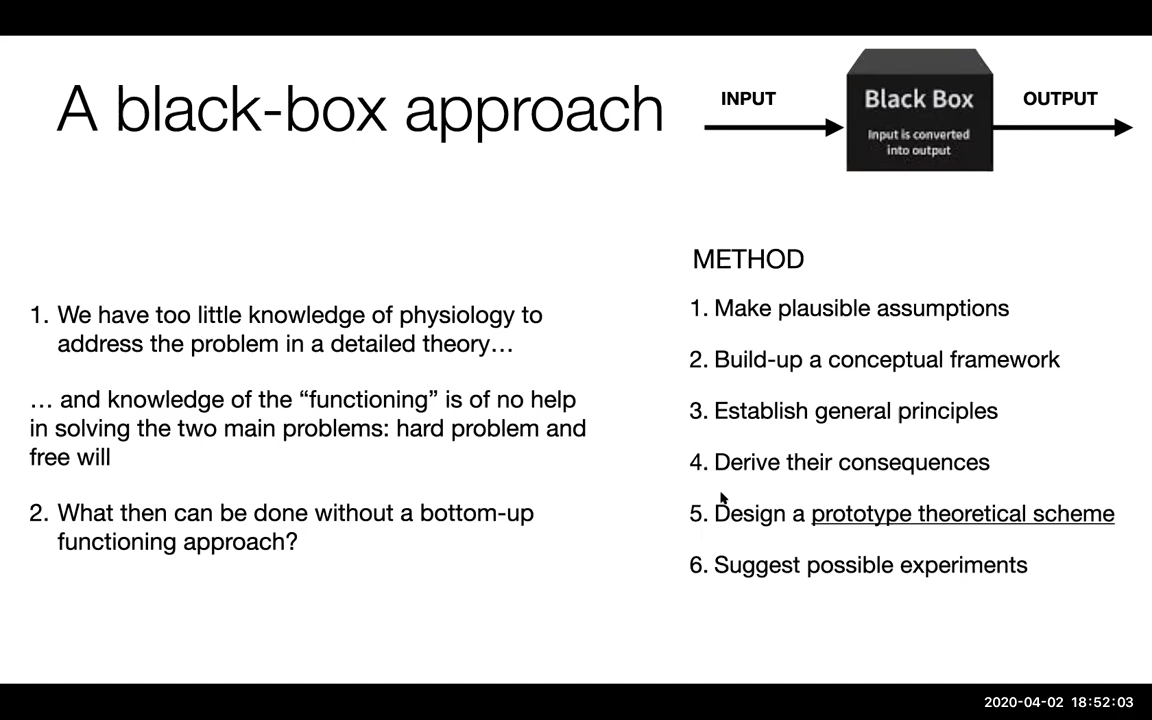 A black-box approach
INPUT
Black Box
Input is converted
into output
OUTPUT
1. We have too little knowledge of physiology to
address the problem in a detailed theory…
… and knowledge of the “functioning” is of no help
in solving the two main problems: hard problem and
free will
2. What then can be done without a bottom-up
functioning approach?
METHOD
1. Make plausible assumptions
2. Build-up a conceptual framework
3. Establish general principles
4. Derive their consequences
5. Design a prototype theoretical scheme
6. Suggest possible experiments
2020-04-02 18:52:03